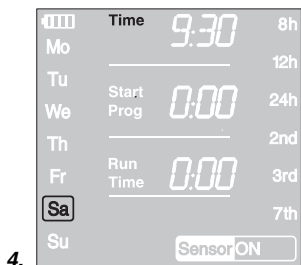 Time 9:30 8h
Mo
12h
Tu
Start Prog 0:00 24h
We
2nd
Th
Run Time 0:00 3rd
Fr
Sa 7th
Su
Sensor ON
4.